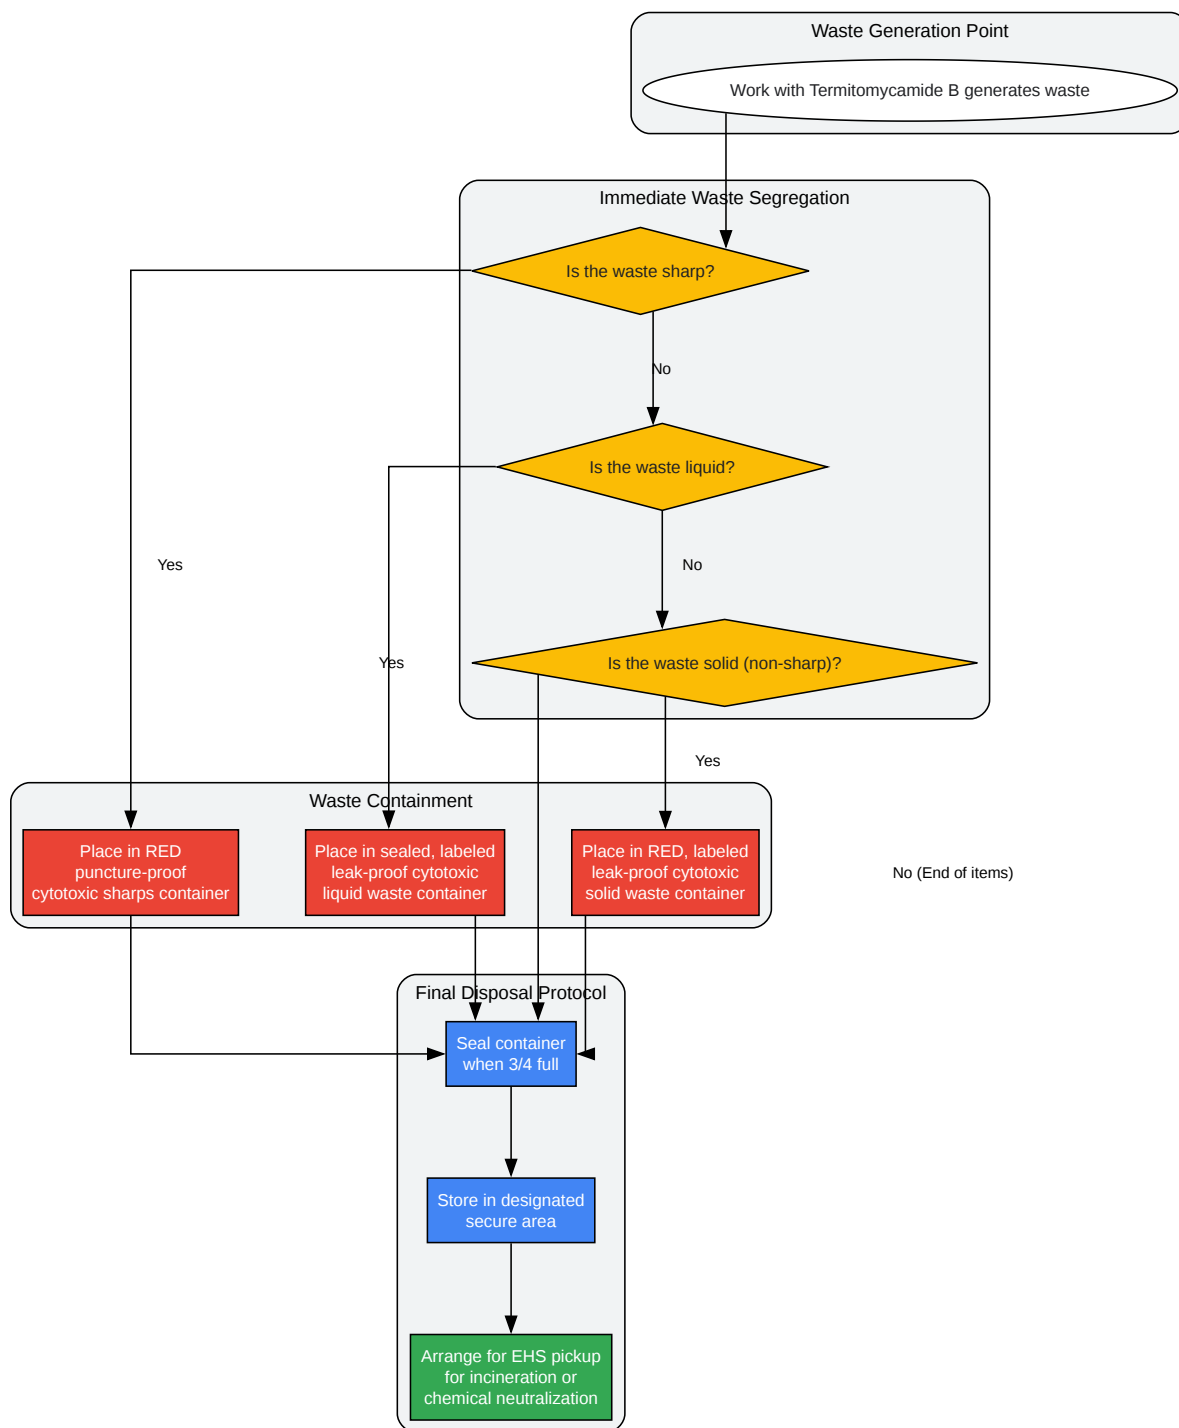 Waste Generation Point
Work with Termitomycamide B generates waste
Immediate Waste Segregation
Is the waste sharp?
No
Is the waste liquid?
Yes
No
Yes
Is the waste solid (non-sharp)?
Yes
Waste Containment
Place in RED
puncture-proof
cytotoxic sharps container
Place in sealed, labeled
leak-proof cytotoxic
liquid waste container
Place in RED, labeled
leak-proof cytotoxic
solid waste container
No (End of items)
Final Disposal Protocol
Seal container
when 3/4 full
Store in designated
secure area
Arrange for EHS pickup
for incineration or
chemical neutralization